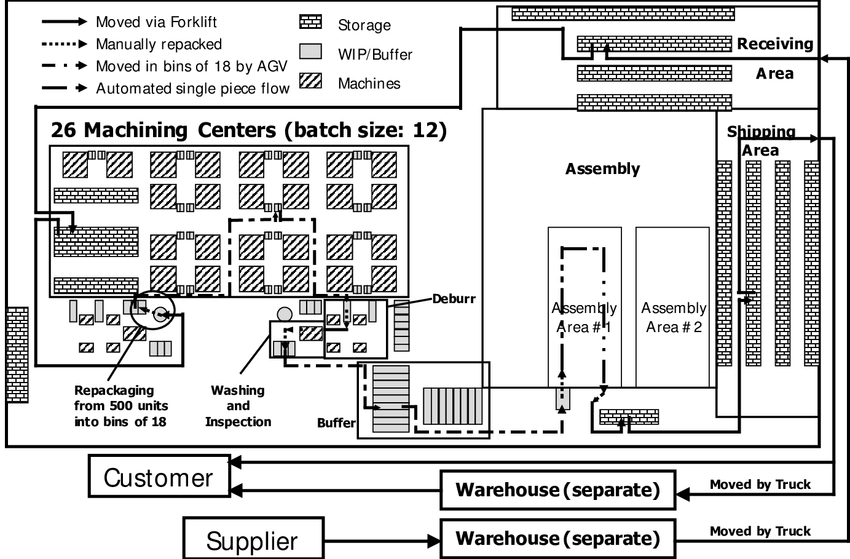 Moved via Forklift
Manually repacked
Moved in bins of 18 by AGV
Automated single piece flow
Storage
WIP/Buffer
Machines
Receiving
Area
26 Machining Centers (batch size: 12)
Shipping
Area
Assembly
Deburr
Assembly
Area # 1
Assembly
Area # 2
Repackaging
from 500 units
into bins of 18
Washing
and
Inspection
Buffer
Customer
Warehouse (separate)
Moved by Truck
Supplier
Warehouse (separate)
Moved by Truck